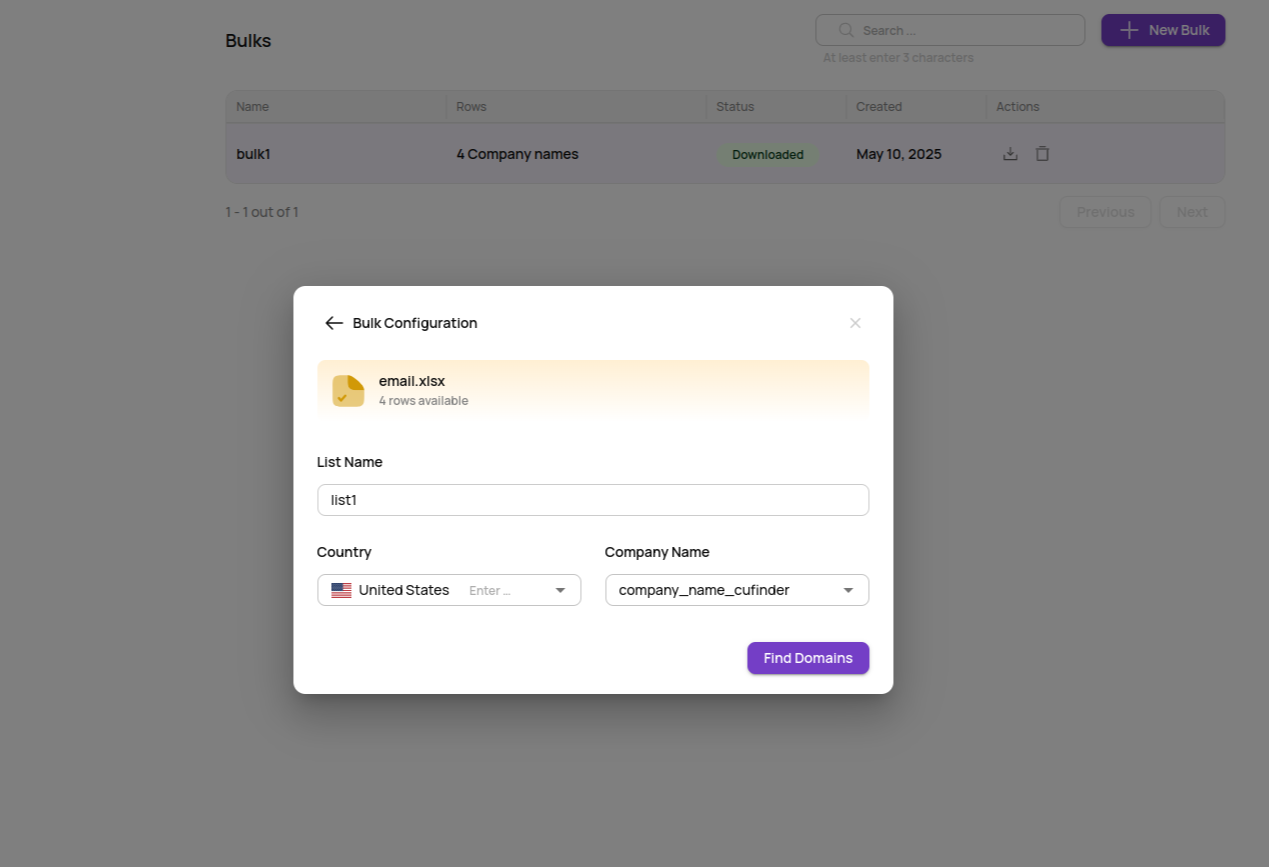 Bulks
Search ...
New Bulk
At least enter 3 characters
Name Rows Status Created Actions
bulk1 4 Company names Downloaded May 10, 2025
1 - 1 out of 1 Previous Next
Bulk Configuration
email.xlsx
4 rows available
List Name
list1
Country Company Name
United States Enter ... company_name_cufinder
Find Domains